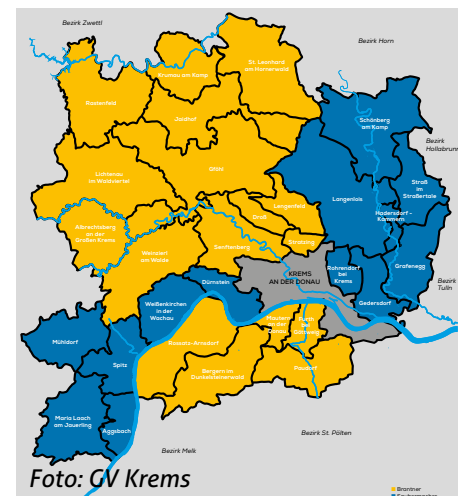 Bezirk Zwettl
Bezirk Horn
St. Leonhard
am Hornerwald
Krumau am Kamp
Rastenfeld
Jaidhof
Schönberg
am Kamp
Bezirk
Hollabrunn
Gföhl
Lichtenau
im Waldviertel
Straß
im
Straßertale
Langenlois
Lengenfeld
Hadersdorf -
Kammern
Droß
Albrechtsberg
an der
Großen Krems
Stratzing
Senftenberg
Weinzierl
am Walde
Grafenegg
Rohrendorf
bei
Krems
KREMS
AN DER DONAU
Bezirk
Tulln
Dürnstein
Weißenkirchen
in der
Wachau
Gedersdorf
Mautern
an der
Donau
Furth
bei
Göttweig
Mühldorf
Rossatz-Arnsdorf
Spitz
Paudorf
Bergern im
Dunkelsteinerwald
Maria Laach
am Jauerling
Aggsbach
Bezirk St. Pölten
Bezirk Melk
Foto: GV Krems
Brantner